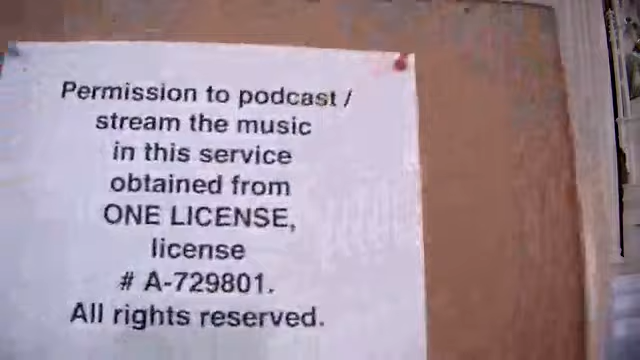 Permission to podcast /
stream the music
in this service
obtained from
ONE LICENSE,
license
# A-729801.
All rights reserved.